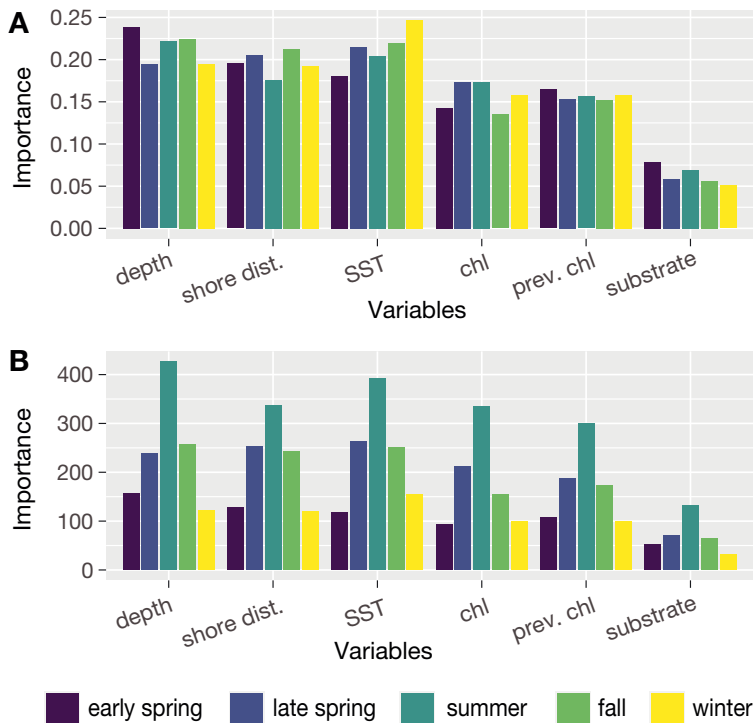 A
0.25
0.20
0.15
0.10
0.05
0.00
Importance
depth
shore dist.
SST
chl
prev. chl
substrate
Variables
B
400
300
200
100
0
Importance
depth
shore dist.
SST
chl
prev. chl
substrate
Variables
early spring late spring summer fall winter